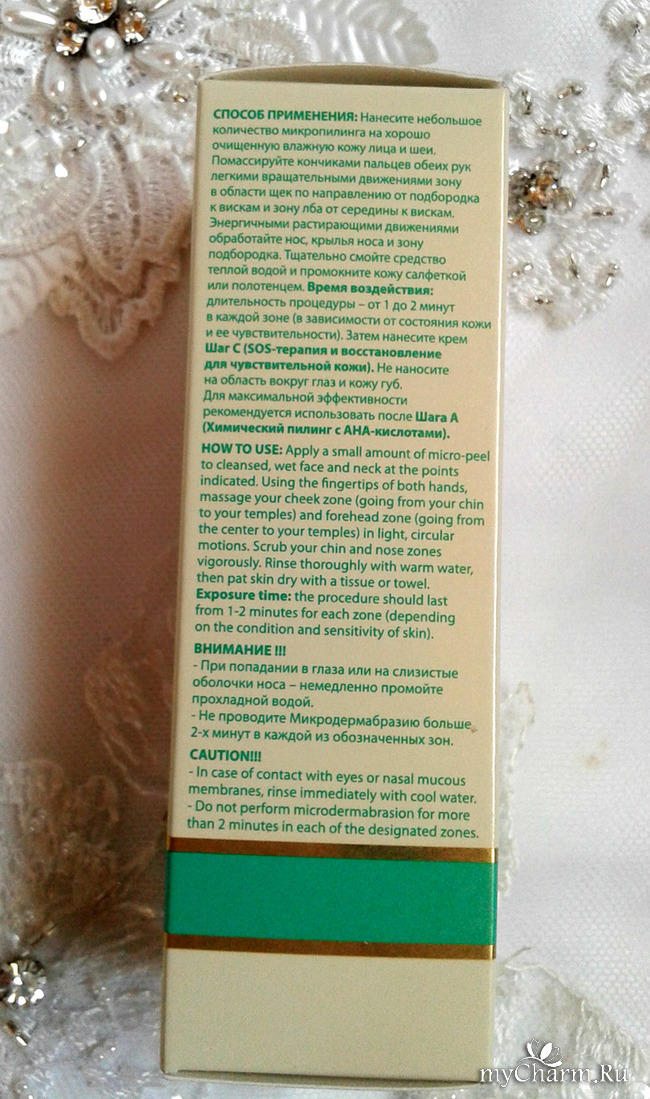 СПОСОБ ПРИМЕНЕНИЯ: Нанесите небольшое
количество микропилинга на хорошо
очищенную влажную кожу лица и шеи.
Помассируйте кончиками пальцев обеих рук
легкими вращательными движениями зону
в области щек по направлению от подбородка
к вискам и зону лба от середины к вискам.
Энергичными растирающими движениями
обработайте нос, крылья носа и зону
подбородка. Тщательно смойте средство
теплой водой и промокните кожу салфеткой
или полотенцем. Время воздействия:
длительность процедуры – от 1 до 2 минут
в каждой зоне (в зависимости от состояния кожи
и ее чувствительности). Затем нанесите крем
Шаг С (SOS-терапия и восстановление
для чувствительной кожи). Не наносите
на область вокруг глаз и кожу губ.
Для максимальной эффективности
рекомендуется использовать после Шага А
(Химический пилинг с АНА-кислотами).
HOW TO USE: Apply a small amount of micro-peel
to cleansed, wet face and neck at the points
indicated. Using the fingertips of both hands,
massage your cheek zone (going from your chin
to your temples) and forehead zone (going from
the center to your temples) in light, circular
motions. Scrub your chin and nose zones
vigorously. Rinse thoroughly with warm water,
then pat skin dry with a tissue or towel.
Exposure time: the procedure should last
from 1-2 minutes for each zone (depending
on the condition and sensitivity of skin).
ВНИМАНИЕ !!!
- При попадании в глаза или на слизистые
оболочки носа – немедленно промойте
прохладной водой.
- Не проводите Микродермабразию больше
2-х минут в каждой из обозначенных зон.
CAUTION!!!
- In case of contact with eyes or nasal mucous
membranes, rinse immediately with cool water.
- Do not perform microdermabrasion for more
than 2 minutes in each of the designated zones.
myCharm.Ru